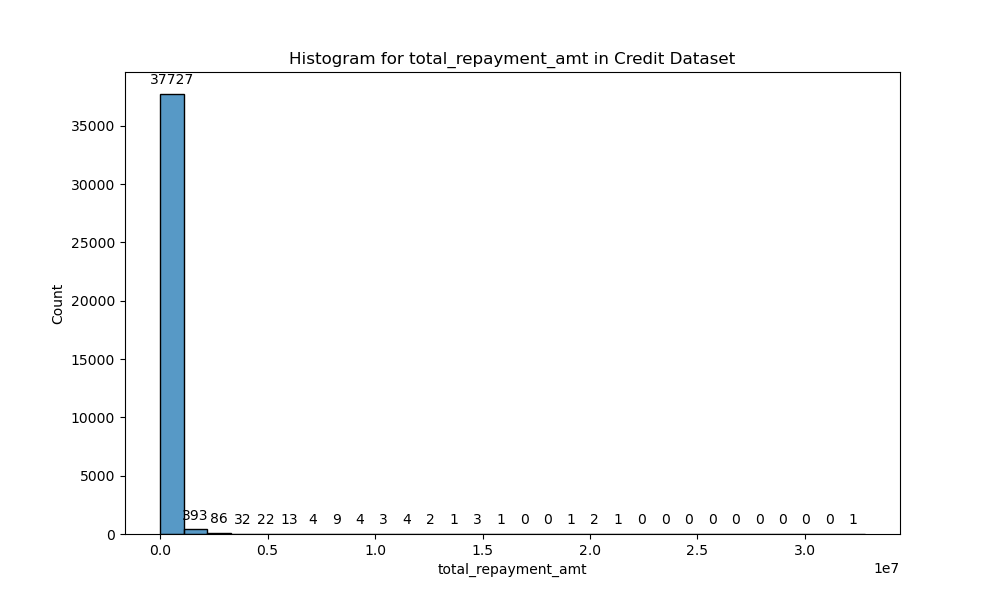 Histogram for total_repayment_amt in Credit Dataset
37727
35000
30000
25000
20000
15000
10000
5000
0
Count
393 86 32 22 13 4 9 4 3 4 2 1 3 1 0 0 1 2 1 0 0 0 0 0 0 0 0 0 1
0.0 0.5 1.0 1.5 2.0 2.5 3.0
1e7
total_repayment_amt